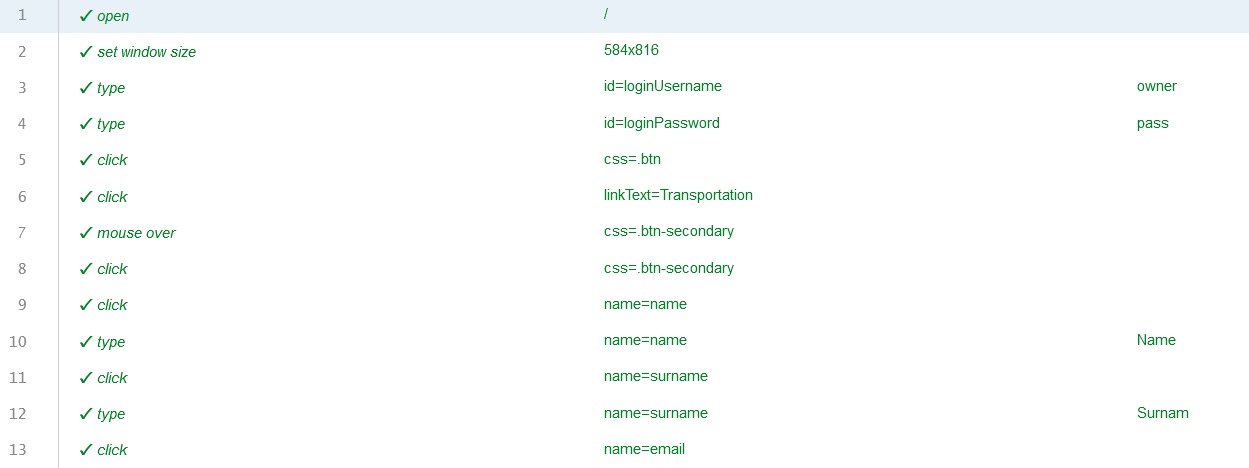 1 ✓ open /
2 ✓ set window size 584x816
3 ✓ type id=loginUsername owner
4 ✓ type id=loginPassword pass
5 ✓ click css=.btn
6 ✓ click linkText=Transportation
7 ✓ mouse over css=.btn-secondary
8 ✓ click css=.btn-secondary
9 ✓ click name=name
10 ✓ type name=name Name
11 ✓ click name=surname
12 ✓ type name=surname Surnam
13 ✓ click name=email